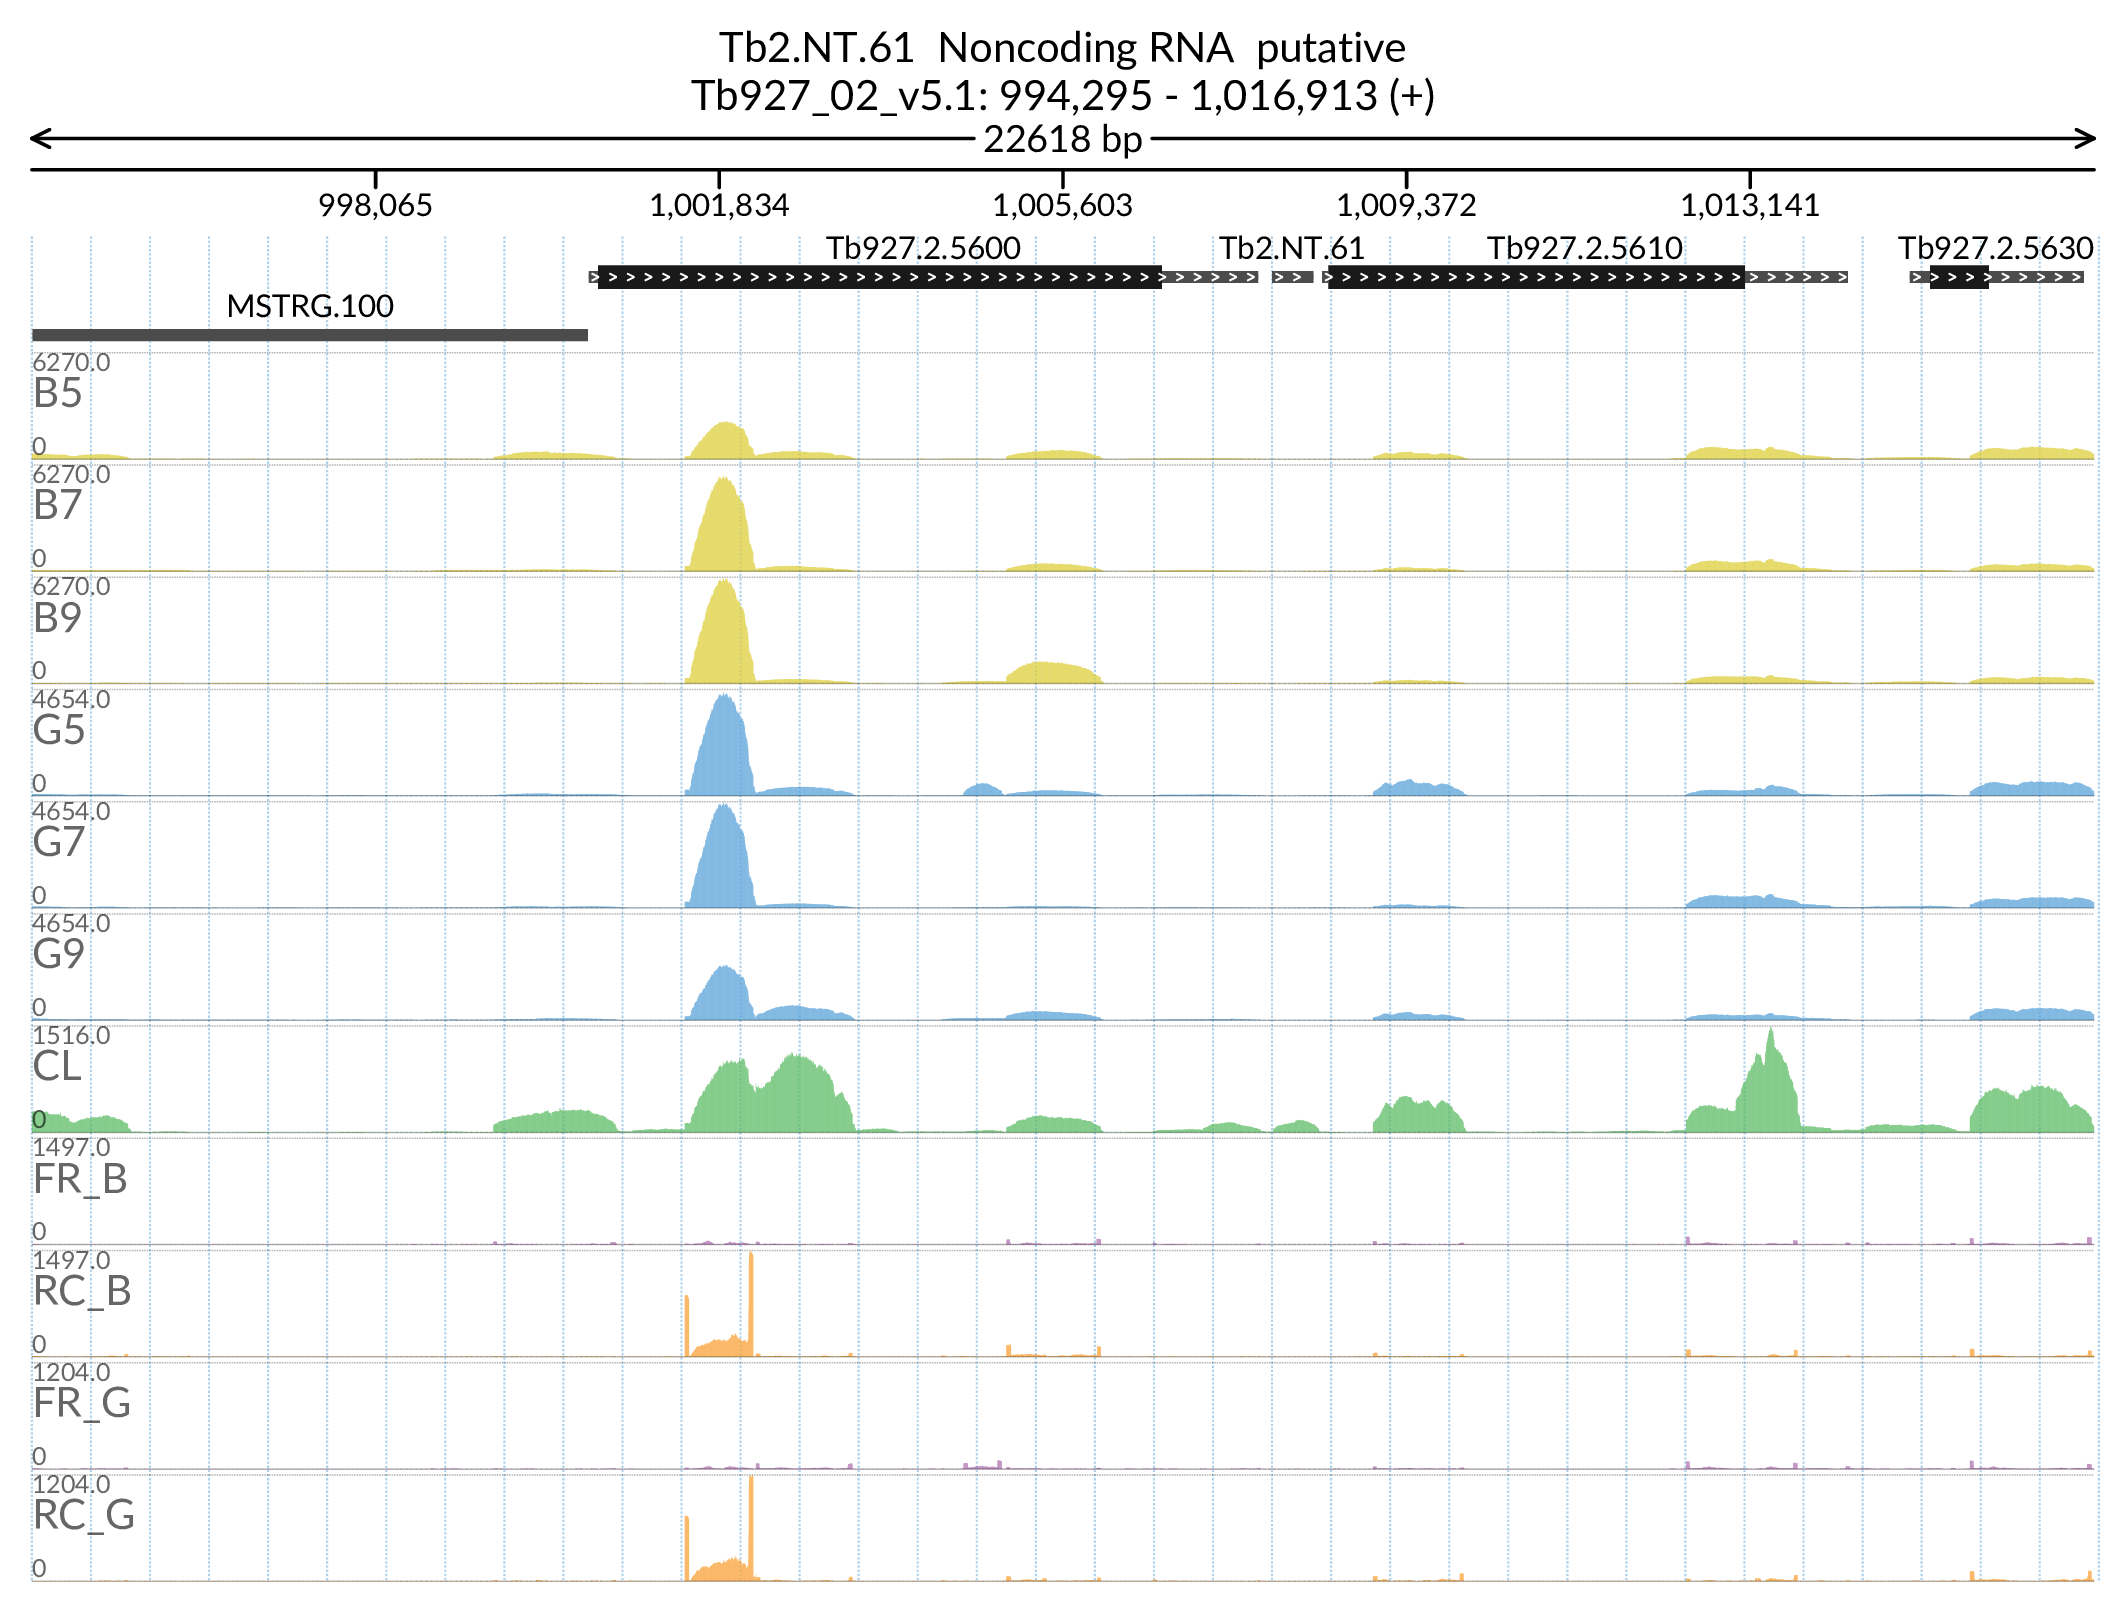 Tb2.NT.61 Noncoding RNA putative
Tb927_02_v5.1: 994,295 - 1,016,913 (+)
22618 bp
998,065 1,001,834 1,005,603 1,009,372 1,013,141
Tb927.2.5600 Tb2.NT.61 Tb927.2.5610 Tb927.2.5630
MSTRG.100
6270.0
B5
0
6270.0
B7
0
6270.0
B9
0
4654.0
G5
0
4654.0
G7
0
4654.0
G9
0
1516.0
CL
0
1497.0
FR_B
0
1497.0
RC_B
0
1204.0
FR_G
0
1204.0
RC_G
0